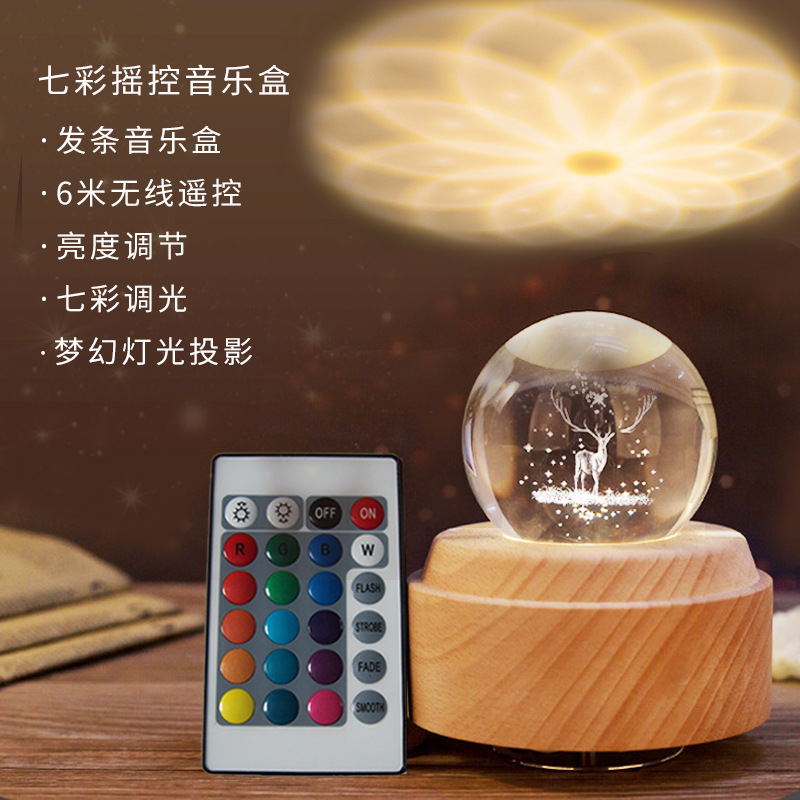 七彩摇控音乐盒
·发条音乐盒
·6米无线遥控
·亮度调节
·七彩调光
·梦幻灯光投影
OFF ON
R G B W
FLASH
STROBE
FADE
SMOOTH